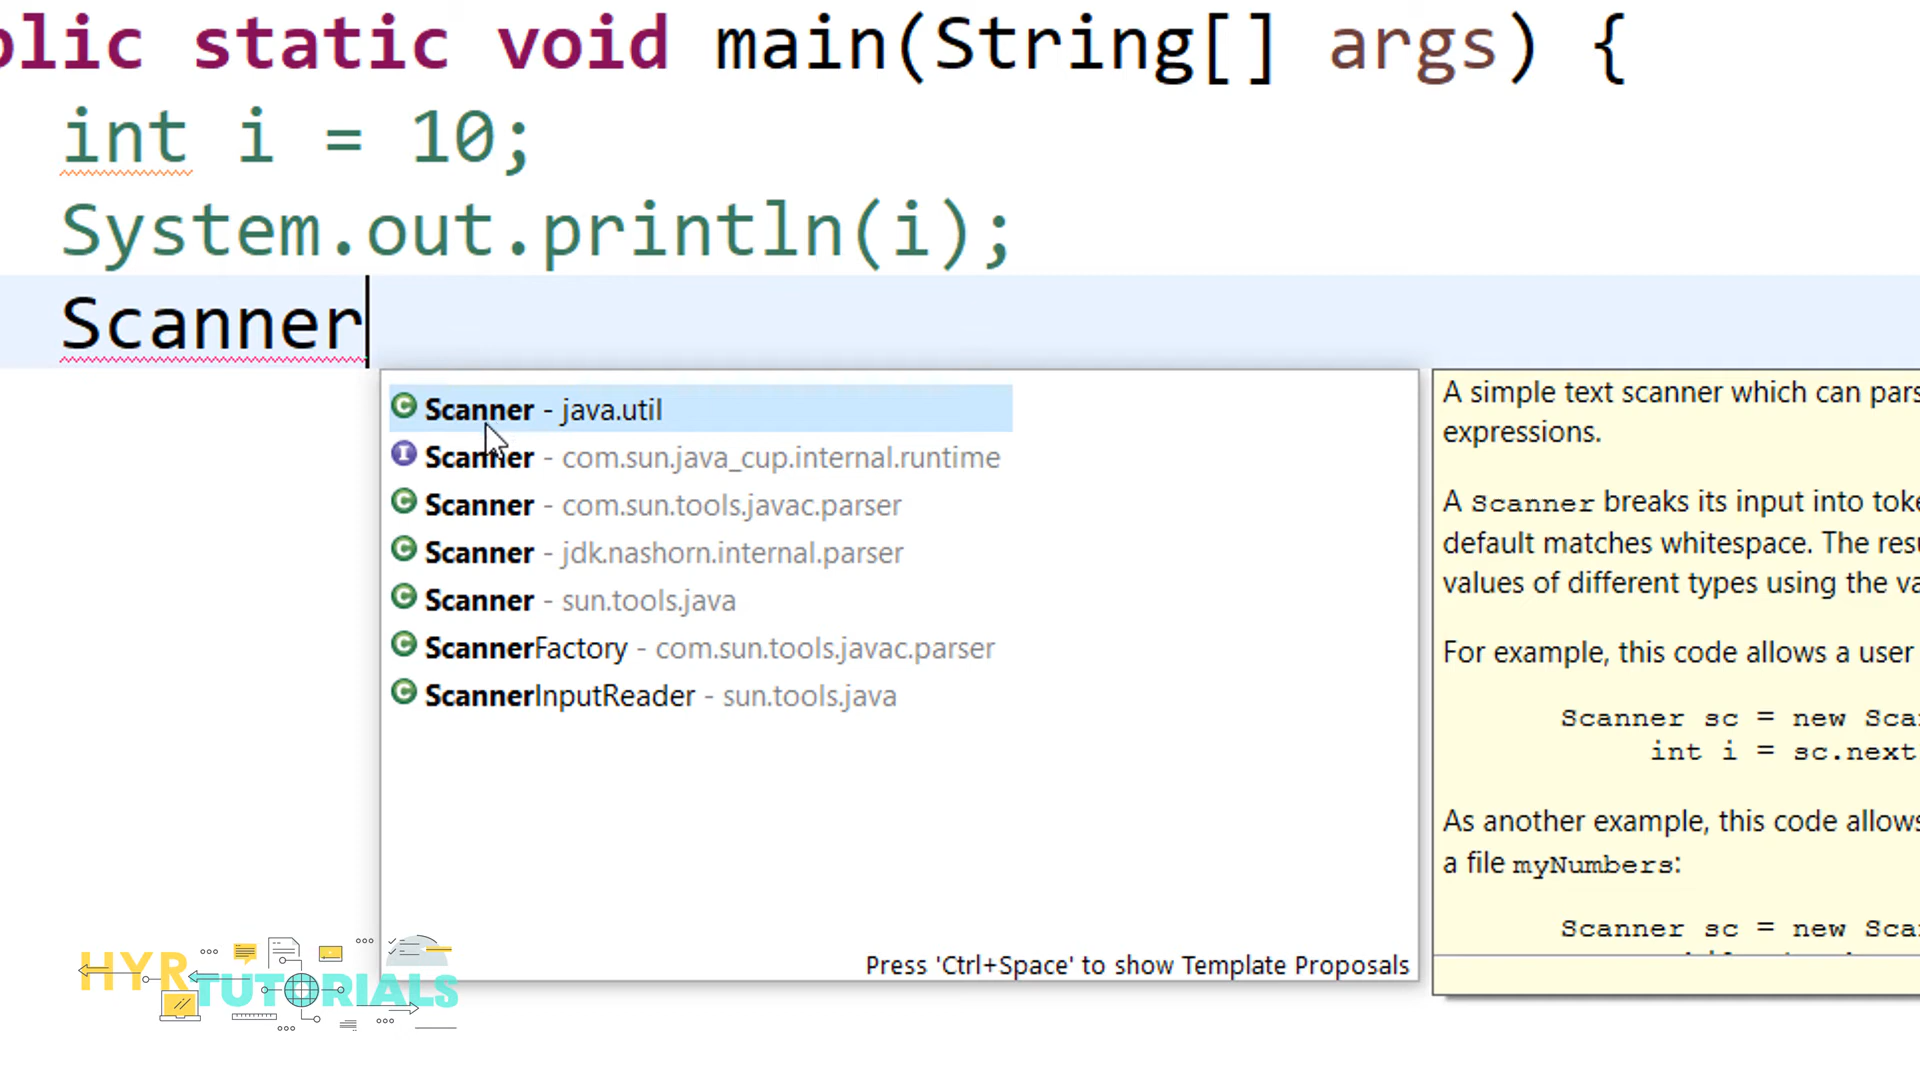 blic static void main(String[] args) {
int i = 10;
System.out.println(i);
Scanner
Scanner - java.util
Scanner - com.sun.java_cup.internal.runtime
Scanner - com.sun.tools.javac.parser
Scanner - jdk.nashorn.internal.parser
Scanner - sun.tools.java
ScannerFactory - com.sun.tools.javac.parser
ScannerInputReader - sun.tools.java
Press 'Ctrl+Space' to show Template Proposals
A simple text scanner which can pars
expressions.
A Scanner breaks its input into toke
default matches whitespace. The resu
values of different types using the va
For example, this code allows a user
Scanner sc = new Sca
int i = sc.next
As another example, this code allows
a file myNumbers:
Scanner sc = new Sca
HYR
TUTORIALS